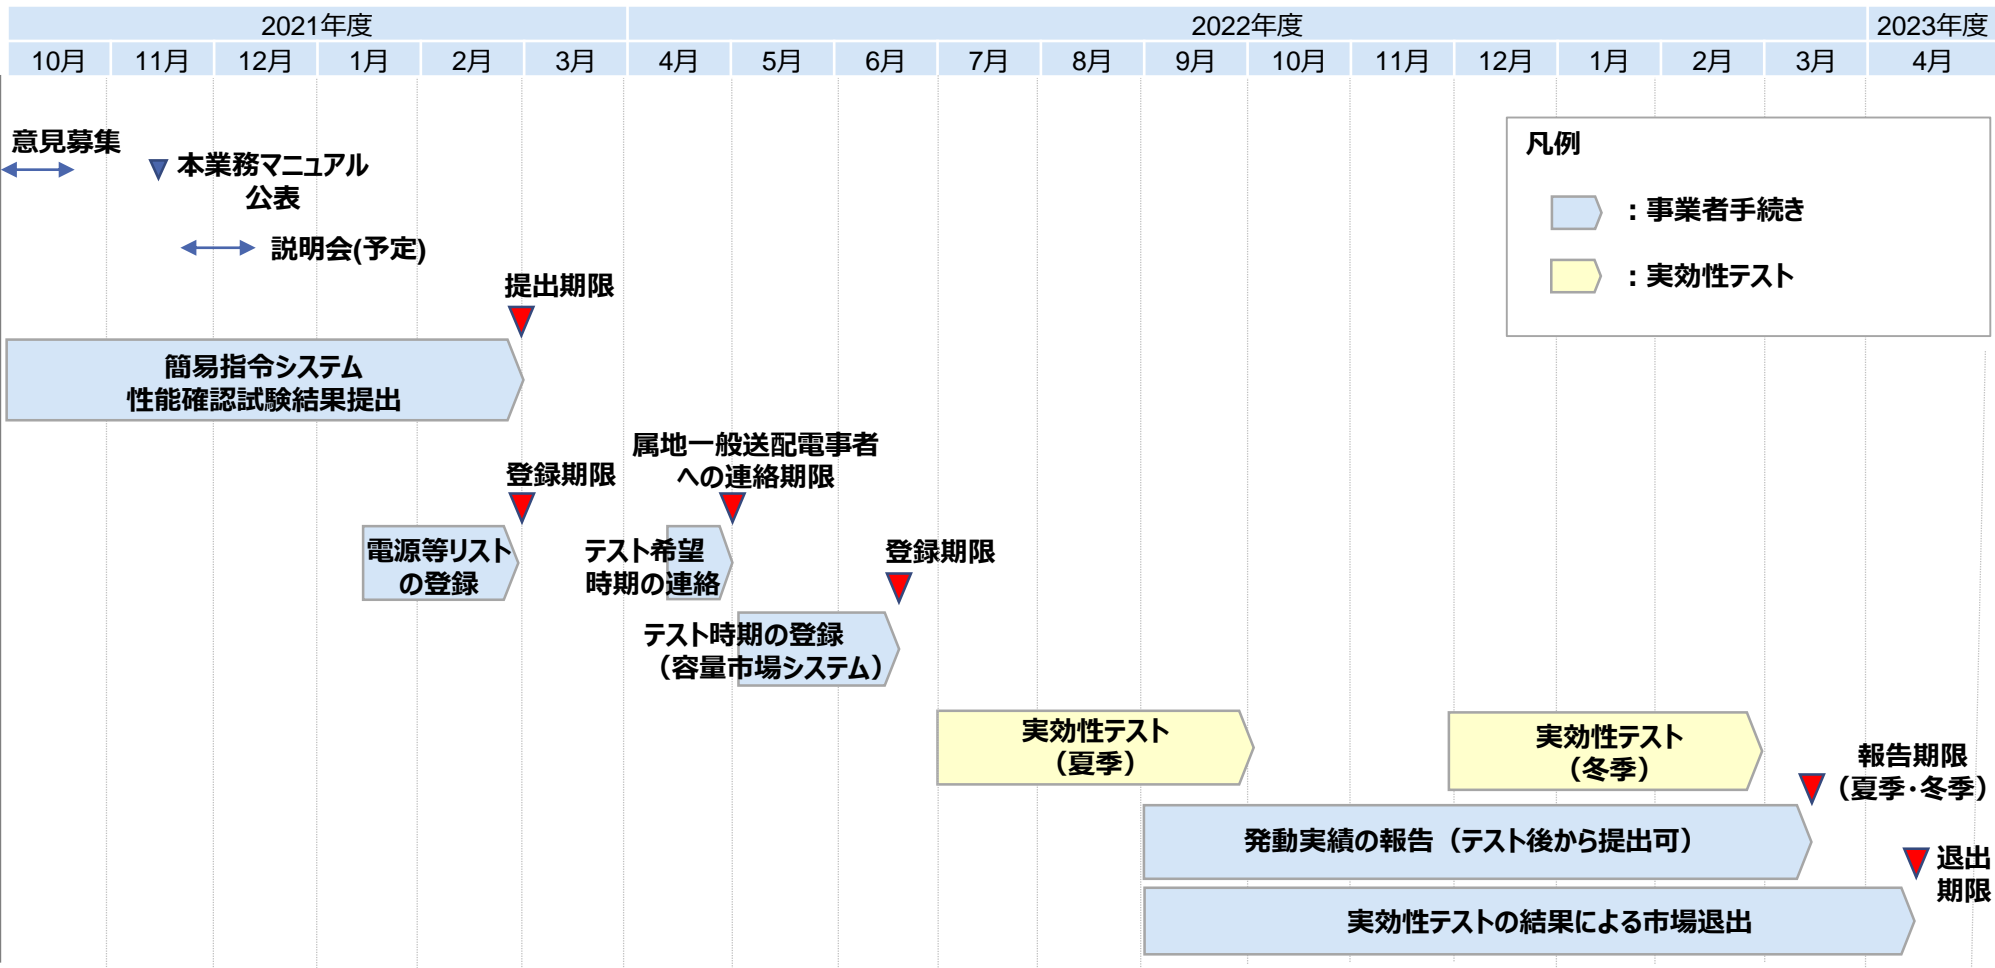 2021年度
2022年度
2023年度
10月
11月
12月
1月
2月
3月
4月
5月
6月
7月
8月
9月
10月
11月
12月
1月
2月
3月
4月
意見募集
本業務マニュアル
公表
説明会(予定)
凡例
：事業者手続き
：実効性テスト
提出期限
簡易指令システム
性能確認試験結果提出
登録期限
属地一般送配電事者
への連絡期限
電源等リスト
の登録
テスト希望
時期の連絡
登録期限
テスト時期の登録
（容量市場システム）
実効性テスト
（夏季）
実効性テスト
（冬季）
報告期限
（夏季・冬季）
発動実績の報告（テスト後から提出可）
退出
期限
実効性テストの結果による市場退出